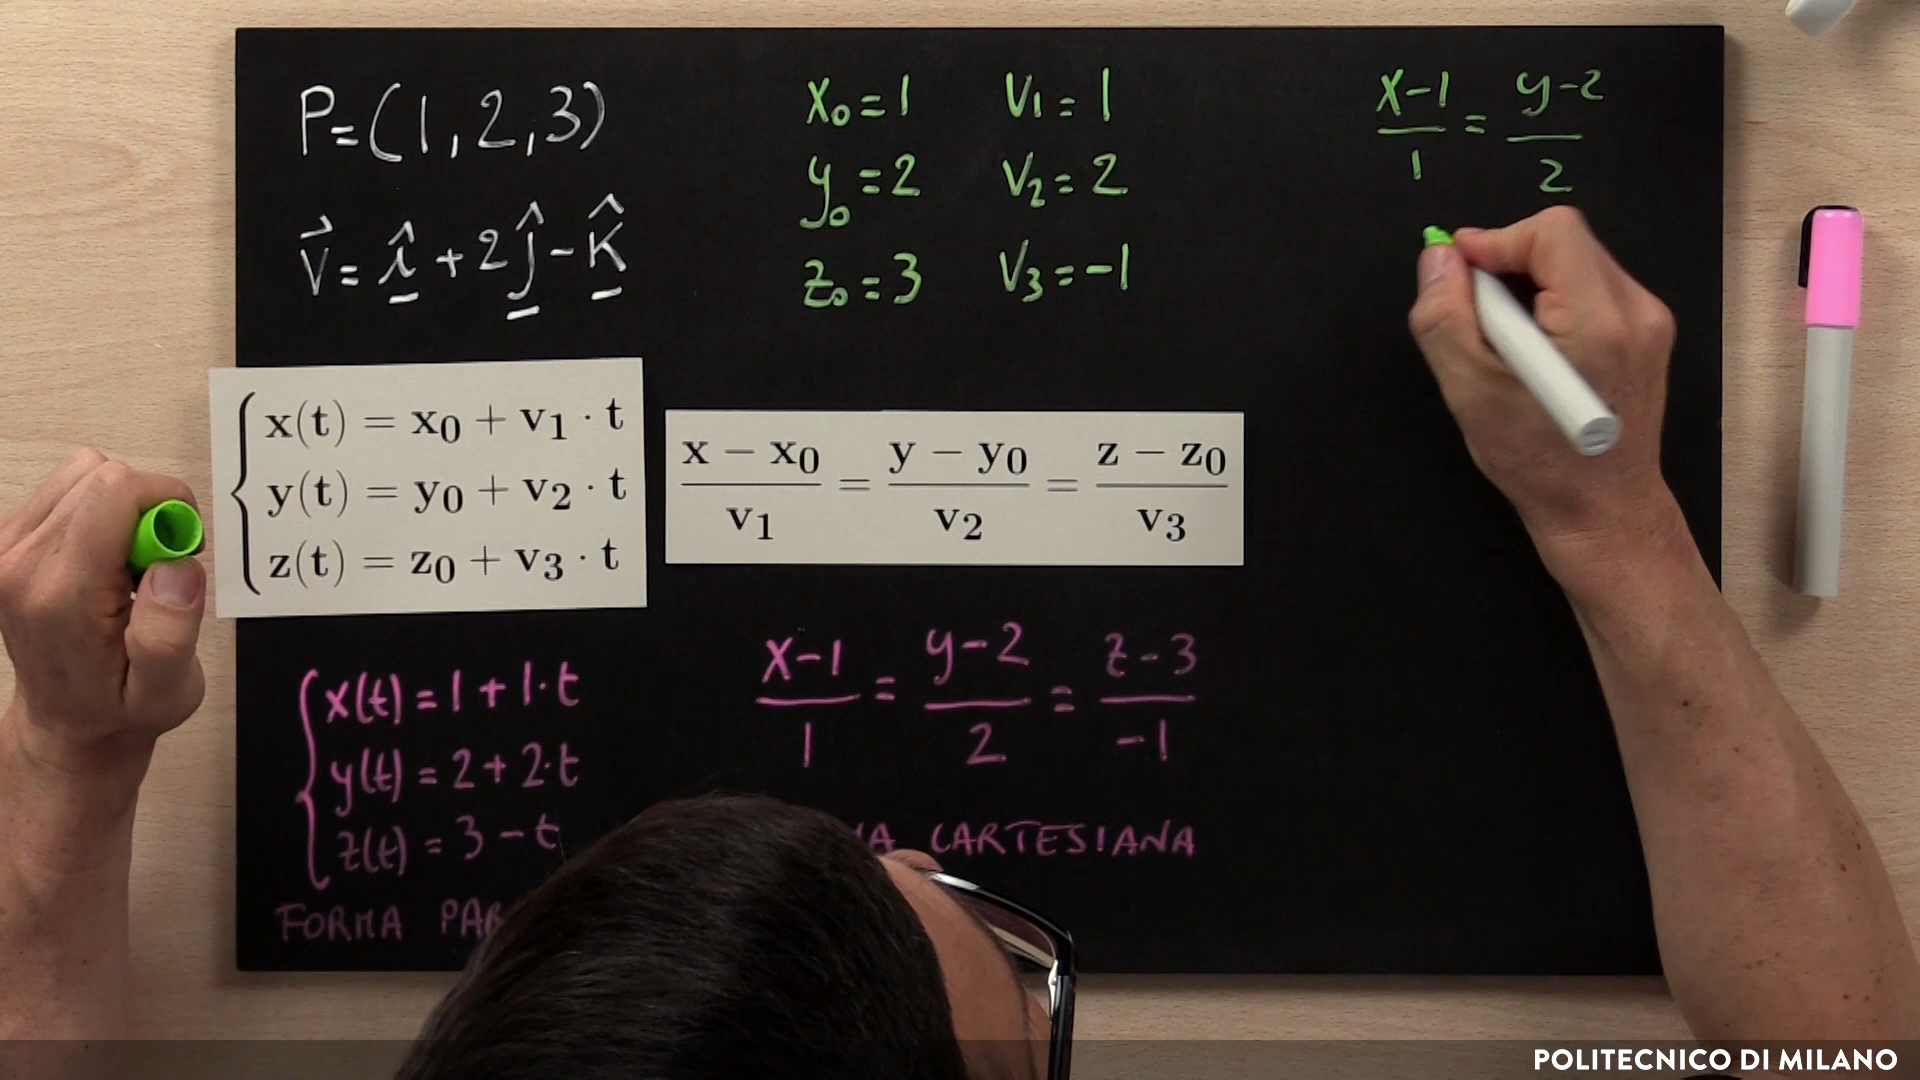 P=(1,2,3)
v⃗= î+2ĵ-k̂
x₀=1 v₁=1
y₀=2 v₂=2
z₀=3 v₃=-1
x-1/1 = y-2/2
x(t) = x₀ + v₁ · t
y(t) = y₀ + v₂ · t
z(t) = z₀ + v₃ · t
x − x₀/v₁ = y − y₀/v₂ = z − z₀/v₃
x(t)=1+1·t
y(t)=2+2·t
z(t)=3-t
FORMA
x-1/1 = y-2/2 = z-3/-1
CARTESIANA
POLITECNICO DI MILANO